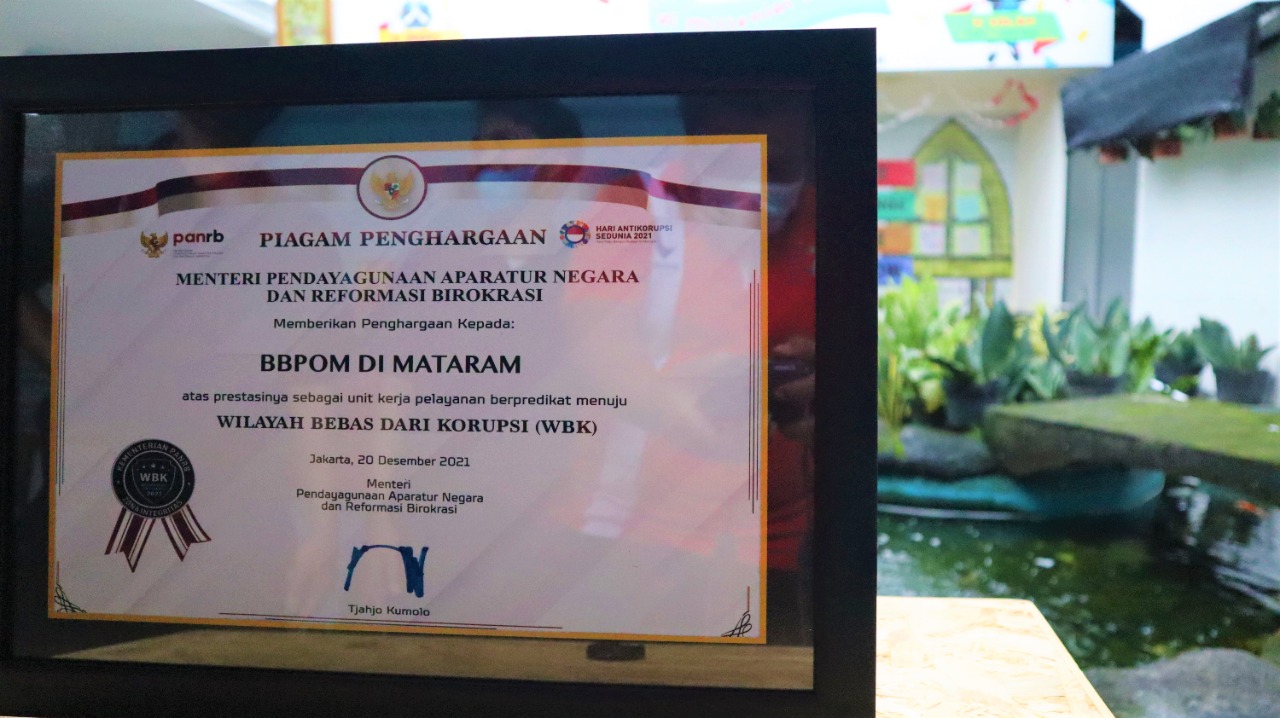 panrb
PIAGAM PENGHARGAAN
HARI ANTIKORUPSI
SEDUNIA 2021
MENTERI PENDAYAGUNAAN APARATUR NEGARA
DAN REFORMASI BIROKRASI
Memberikan Penghargaan Kepada:
BBPOM DI MATARAM
atas prestasinya sebagai unit kerja pelayanan berpredikat menuju
WILAYAH BEBAS DARI KORUPSI (WBK)
Jakarta, 20 Desember 2021
Menteri
Pendayagunaan Aparatur Negara
dan Reformasi Birokrasi
Tjahjo Kumolo
KEMENTERIAN PANRB
WBK
2021
ZONA INTEGRITAS